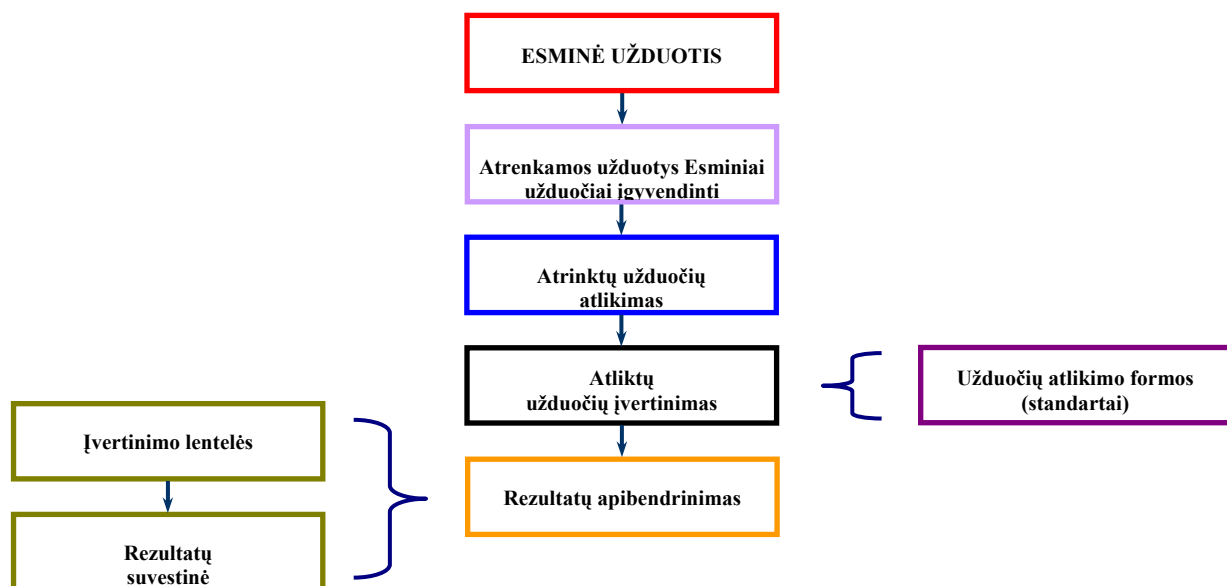 ESMINĖ UŽDUOTIS
Atrenkamos užduotys Esminiai
užduočiai įgyvendinti
Atrinktų užduočių
atlikimas
Atliktų
užduočių įvertinimas
Užduočių atlikimo formos
(standartai)
Įvertinimo lentelės
Rezultatų apibendrinimas
Rezultatų
suvestinė